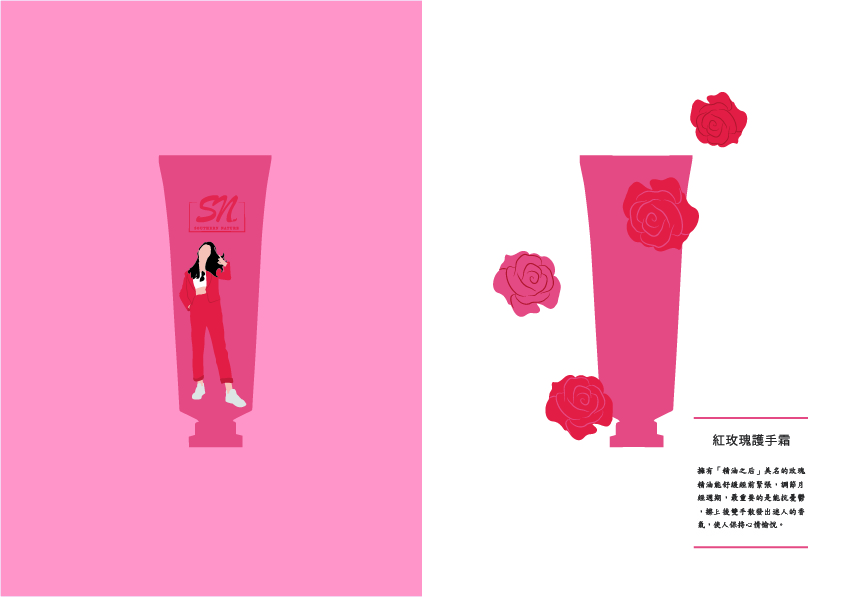 SN
SOUTHERN NATURE
紅玫瑰護手霜
擁有「精油之后」美名的玫瑰
精油能舒緩經前緊張，調節月
經週期，最重要的是能抗憂鬱
，擦上後雙手散發出迷人的香
氣，使人保持心情愉悅。